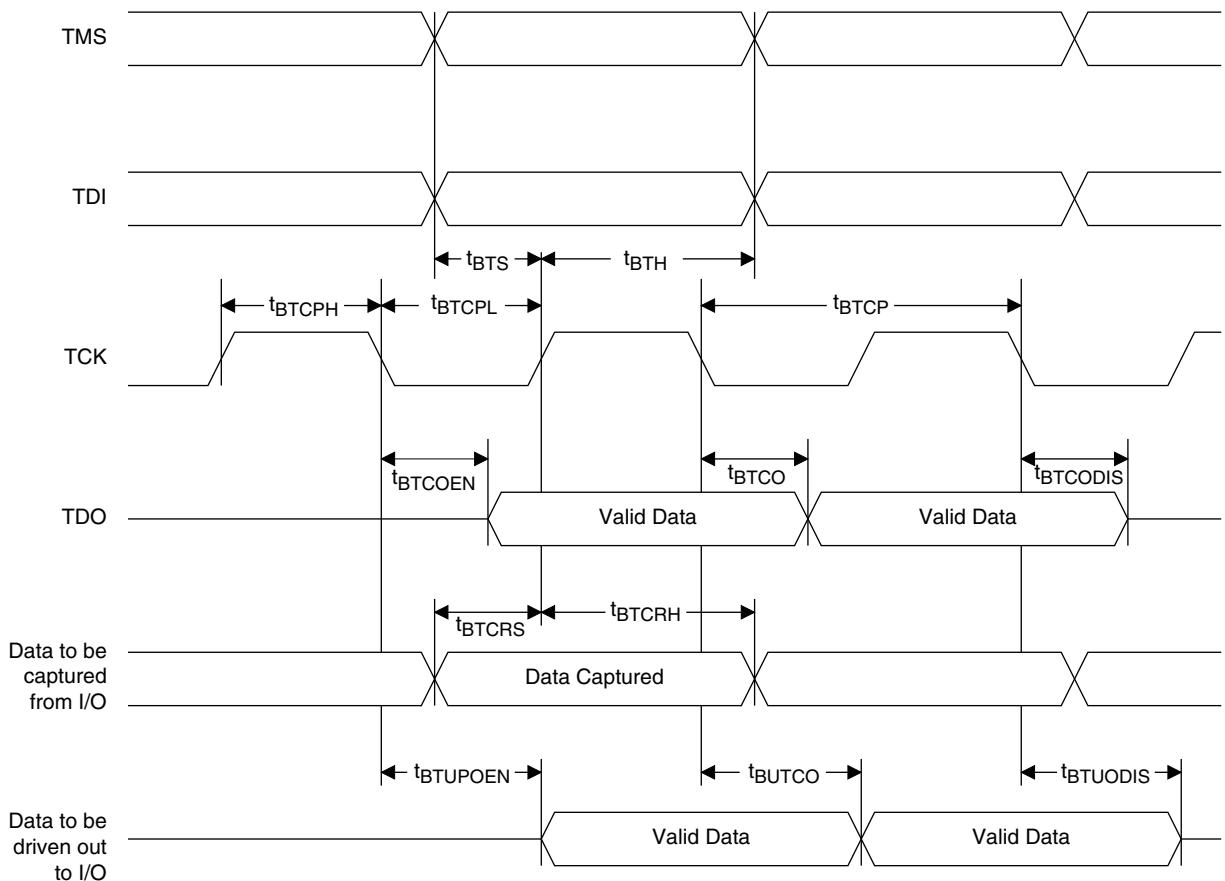 TMS
TDI
tBTS
tBTH
tBTCPH
tBTCPL
tBTCP
TCK
tBTCOEN
tBTCO
tBTCODIS
TDO
Valid Data
Valid Data
tBTCRS
tBTCRH
Data to be
captured
from I/O
Data Captured
tBTUPOEN
tBUTCO
tBTUODIS
Data to be
driven out
to I/O
Valid Data
Valid Data